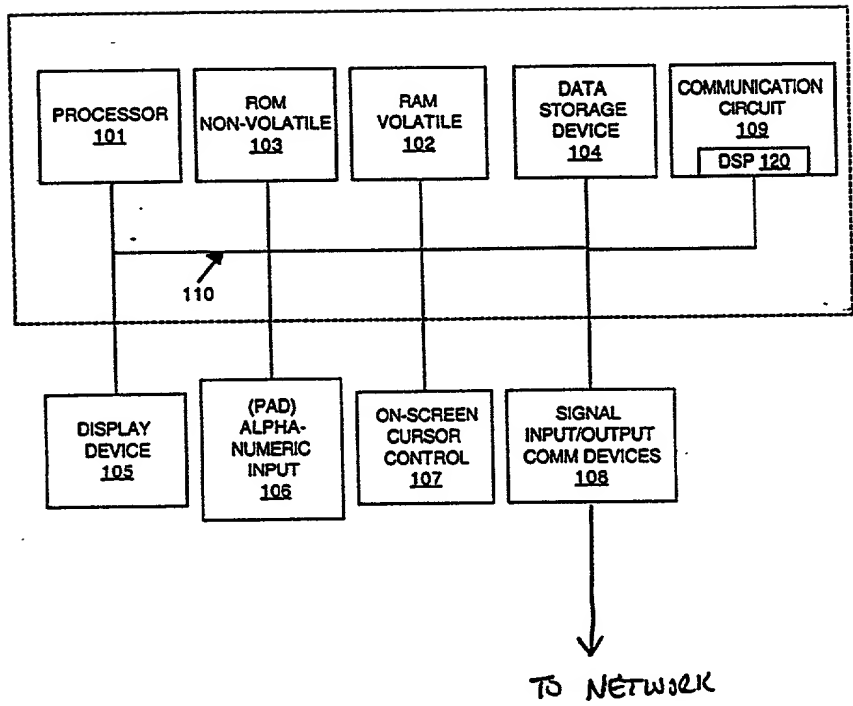 PROCESSOR
101
ROM
NON-VOLATILE
103
RAM
VOLATILE
102
DATA
STORAGE
DEVICE
104
COMMUNICATION
CIRCUIT
109
DSP 120
110
DISPLAY
DEVICE
105
(PAD)
ALPHA-
NUMERIC
INPUT
106
ON-SCREEN
CURSOR
CONTROL
107
SIGNAL
INPUT/OUTPUT
COMM DEVICES
108
TO NETWORK